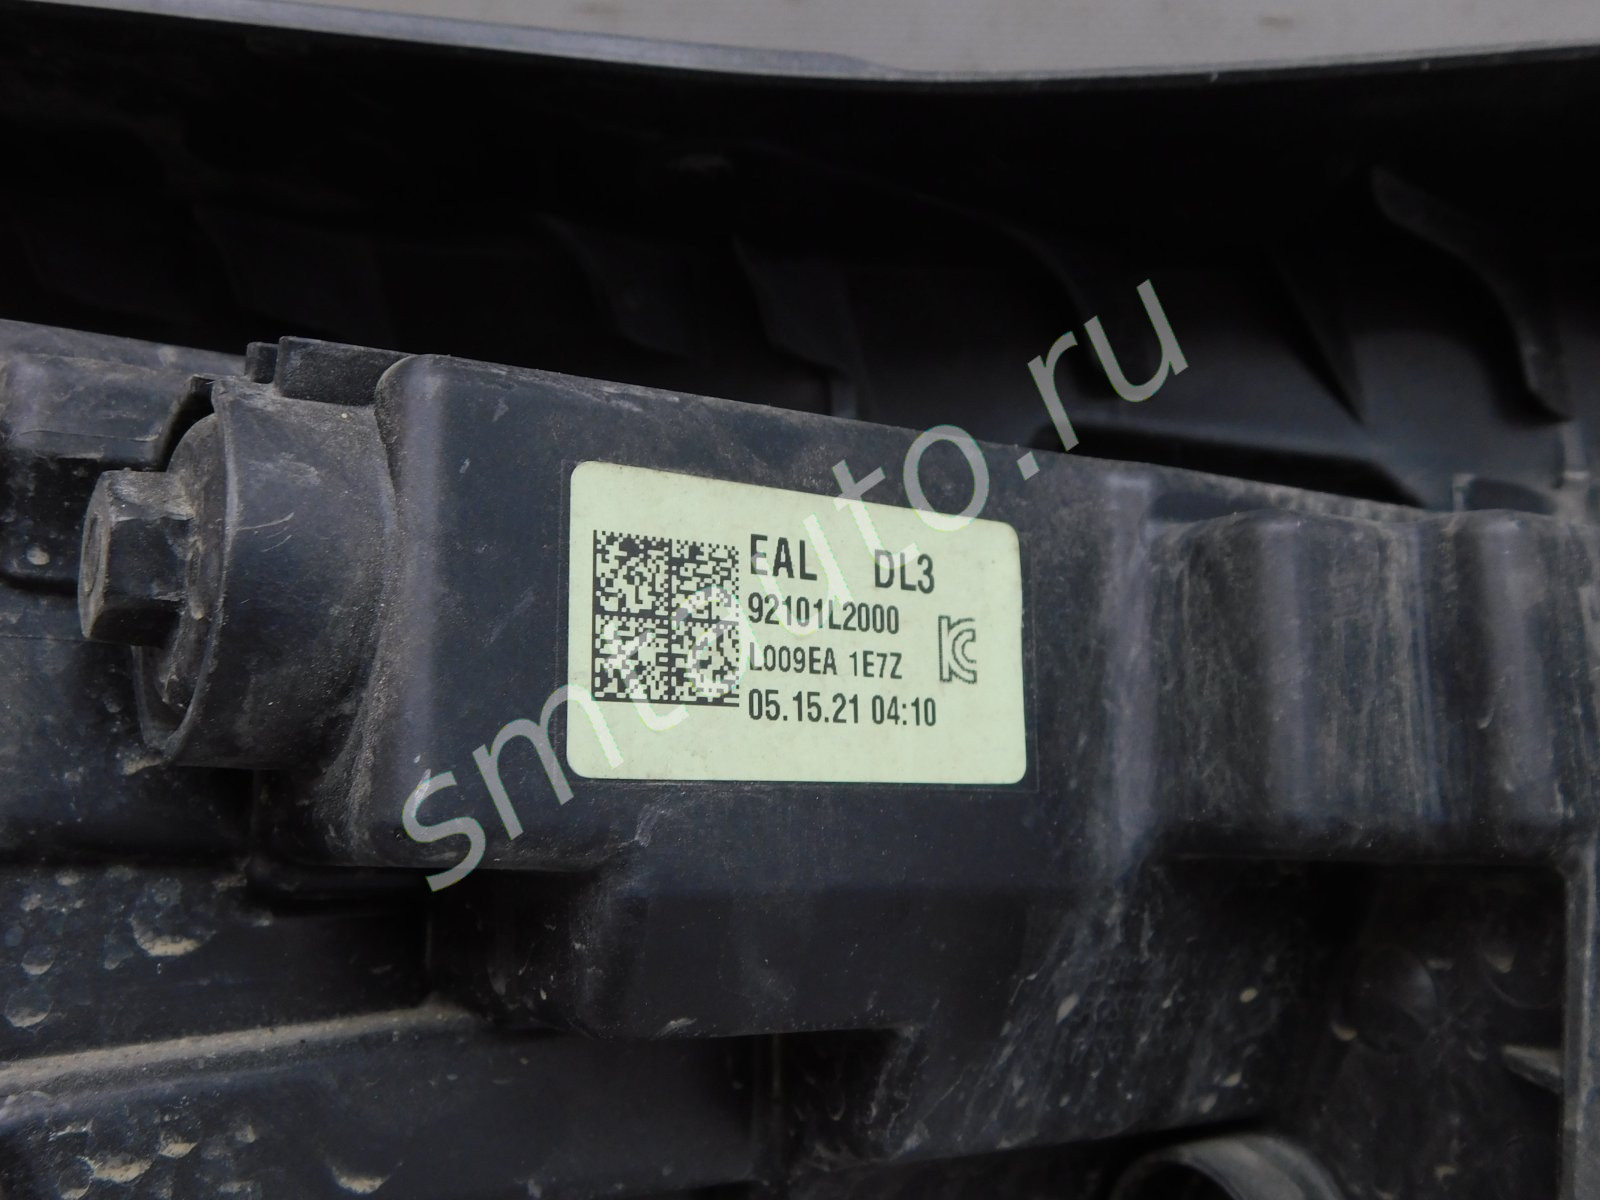 EAL DL3
92101L2000
L009EA 1E7Z
05.15.21 04:10
smtauto.ru